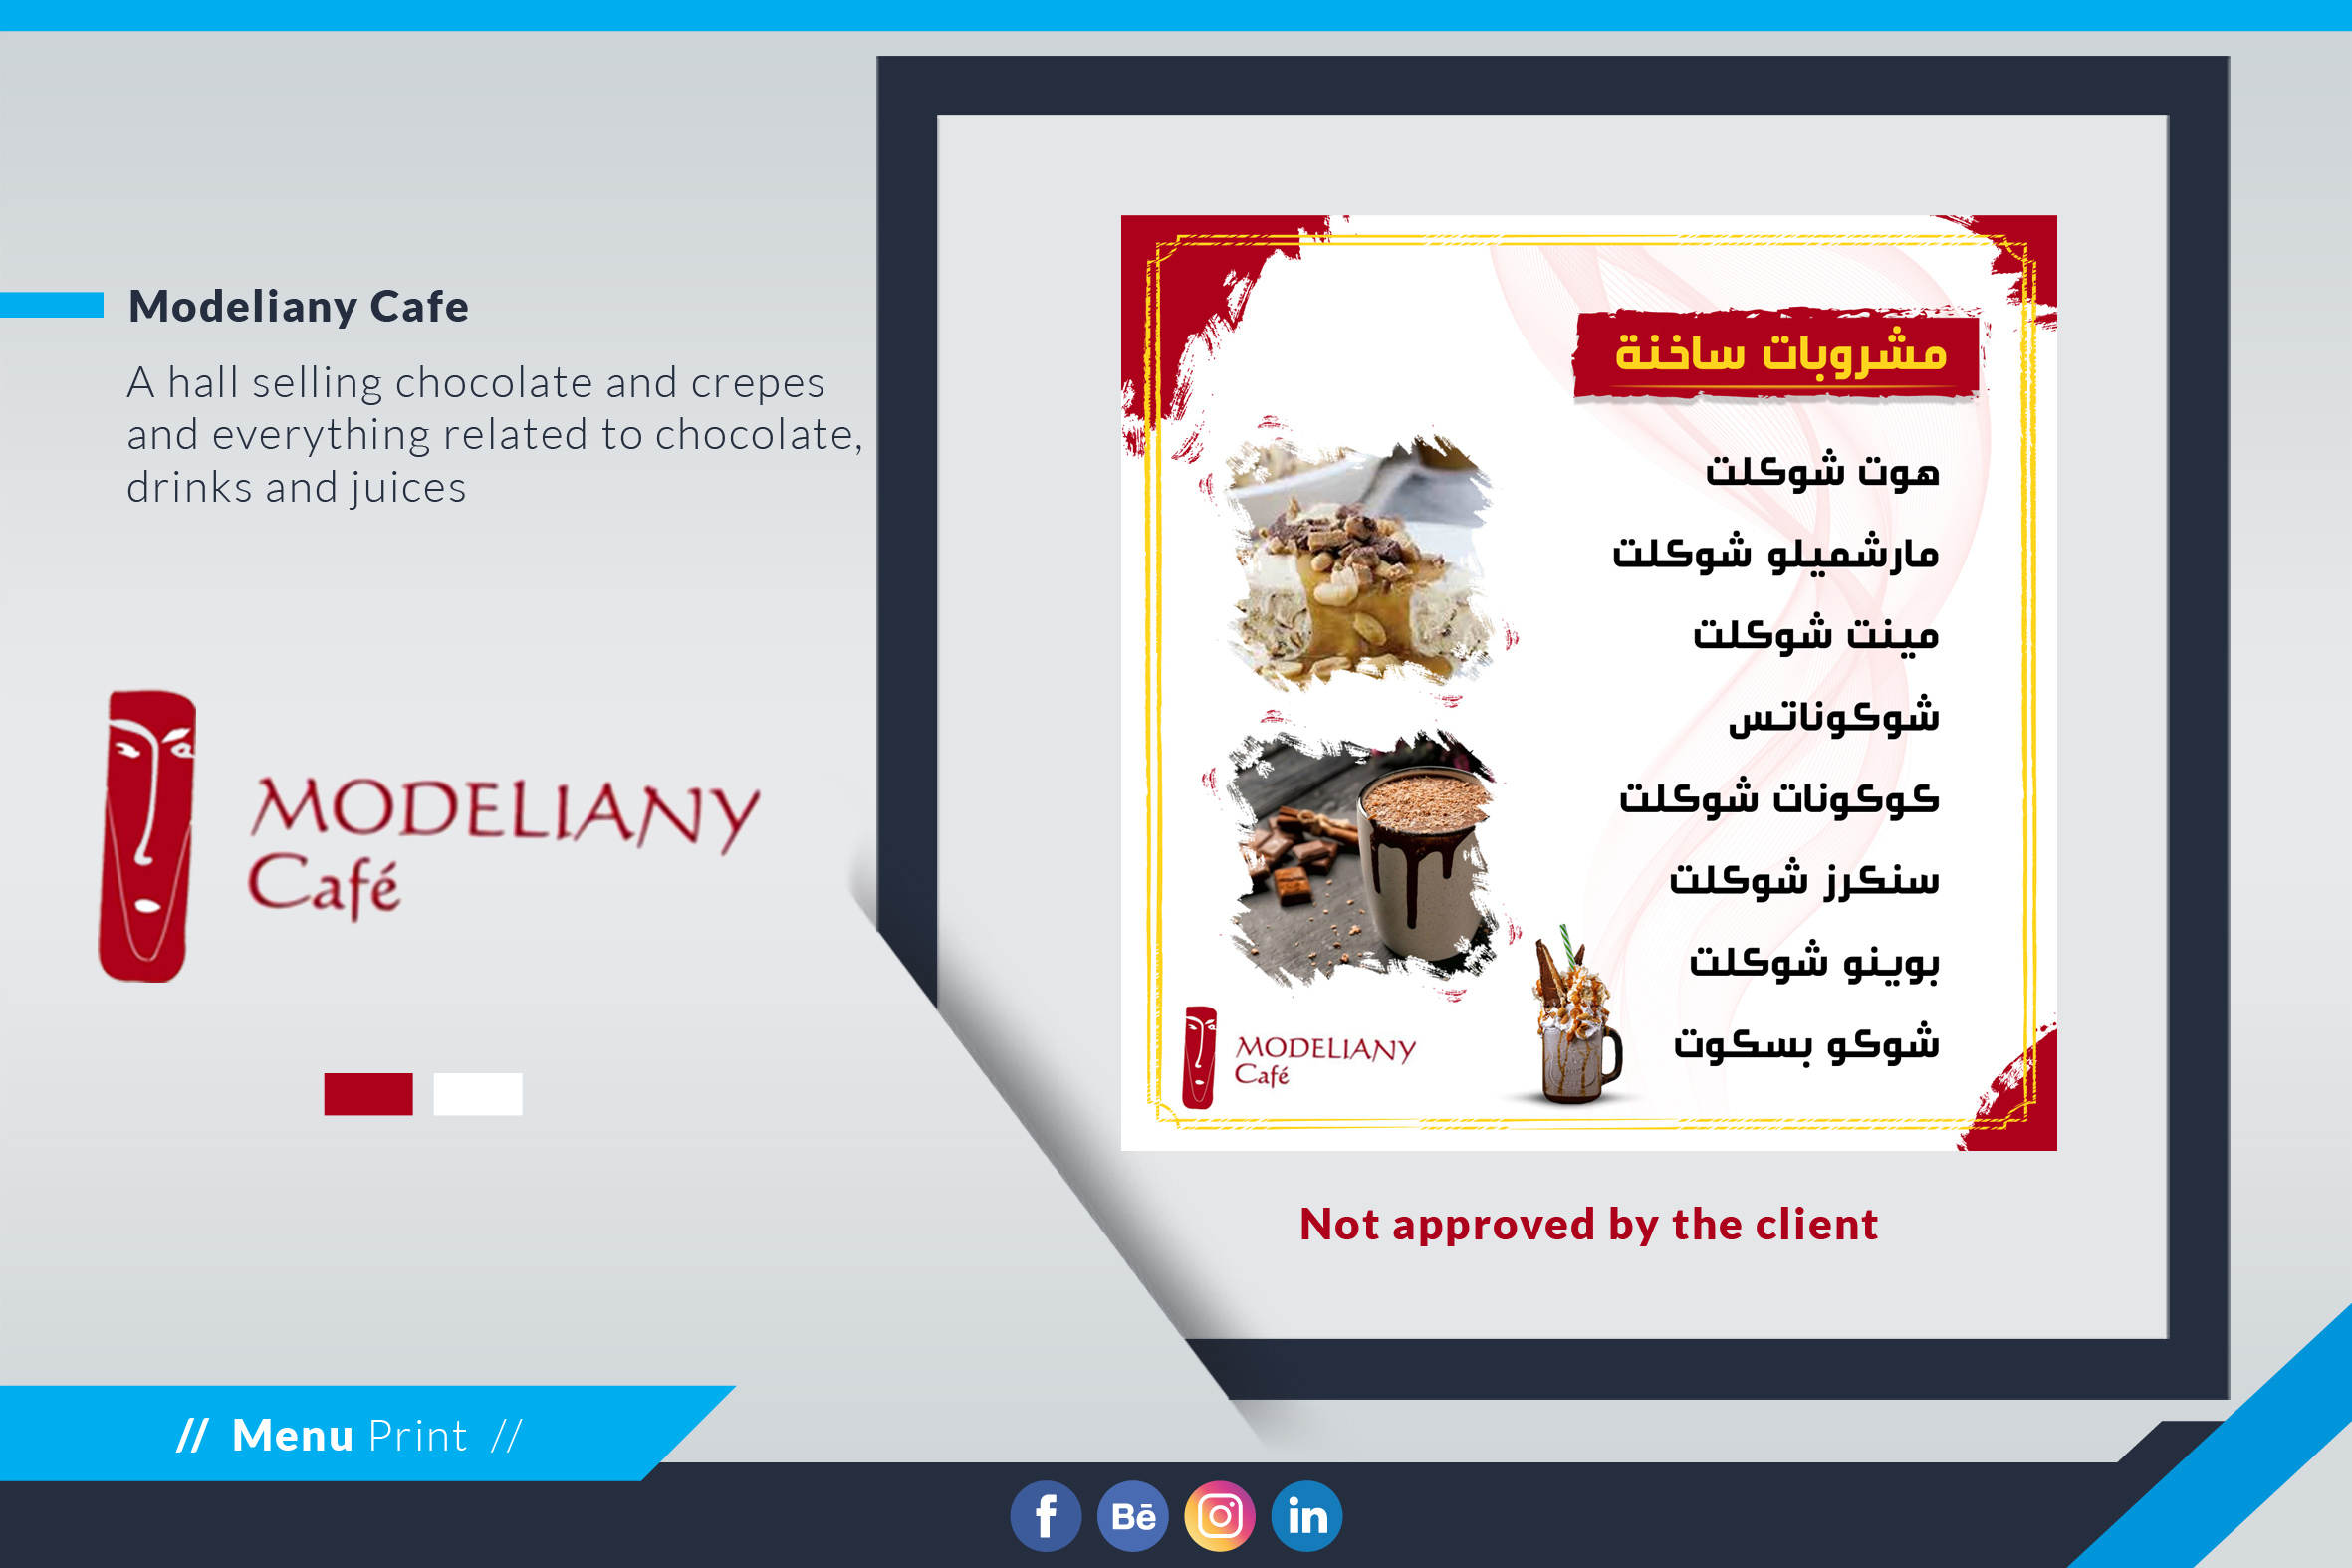 Modeliany Cafe
A hall selling chocolate and crepes
and everything related to chocolate,
drinks and juices
MODELIANY
Café
مشروبات ساخنة
هوت شوكلت
مارشميلو شوكلت
مينت شوكلت
شوكوناتس
كوكونات شوكلت
سنكرز شوكلت
بوينو شوكلت
شوكو بسكوت
MODELIANY
Café
Not approved by the client
// Menu Print //
f Bē in